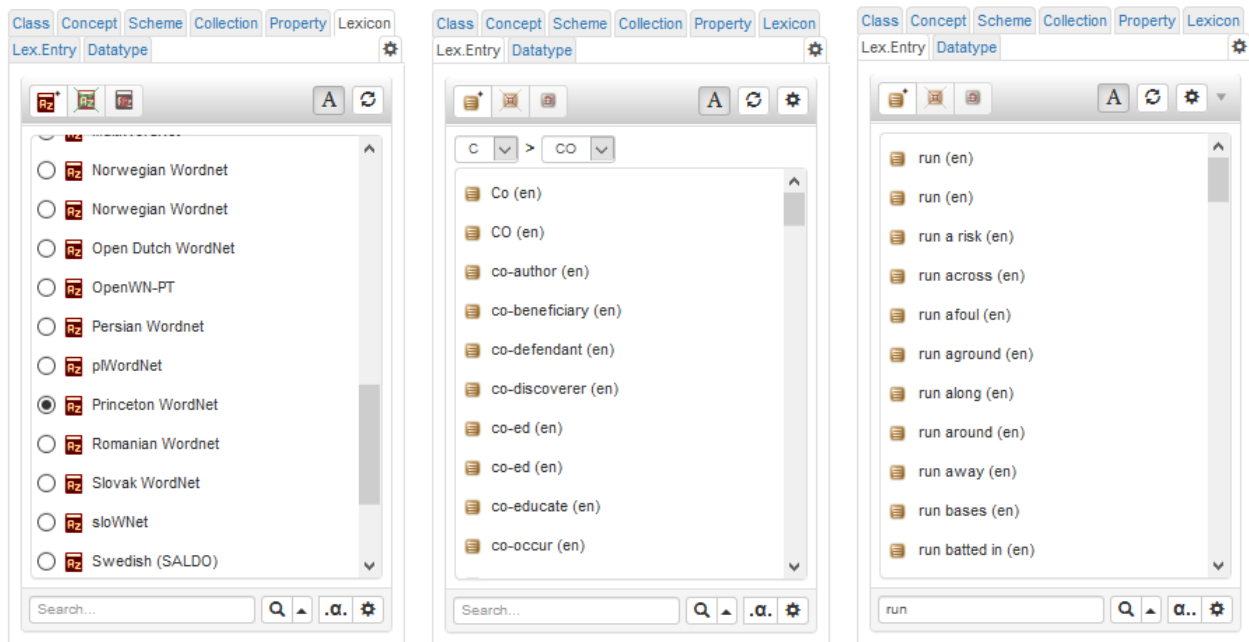 Class Concept Scheme Collection Property Lexicon
Lex.Entry Datatype
A
Norwegian Wordnet
Norwegian Wordnet
Open Dutch WordNet
OpenWN-PT
Persian Wordnet
plWordNet
Princeton WordNet
Romanian Wordnet
Slovak WordNet
sloWNet
Swedish (SALDO)
Search...
.α.
Class Concept Scheme Collection Property Lexicon
Lex.Entry Datatype
A
C > CO
Co (en)
CO (en)
co-author (en)
co-beneficiary (en)
co-defendant (en)
co-discoverer (en)
co-ed (en)
co-ed (en)
co-educate (en)
co-occur (en)
Search...
.α.
Class Concept Scheme Collection Property Lexicon
Lex.Entry Datatype
A
run (en)
run (en)
run a risk (en)
run across (en)
run afoul (en)
run aground (en)
run along (en)
run around (en)
run away (en)
run bases (en)
run batted in (en)
run
α..